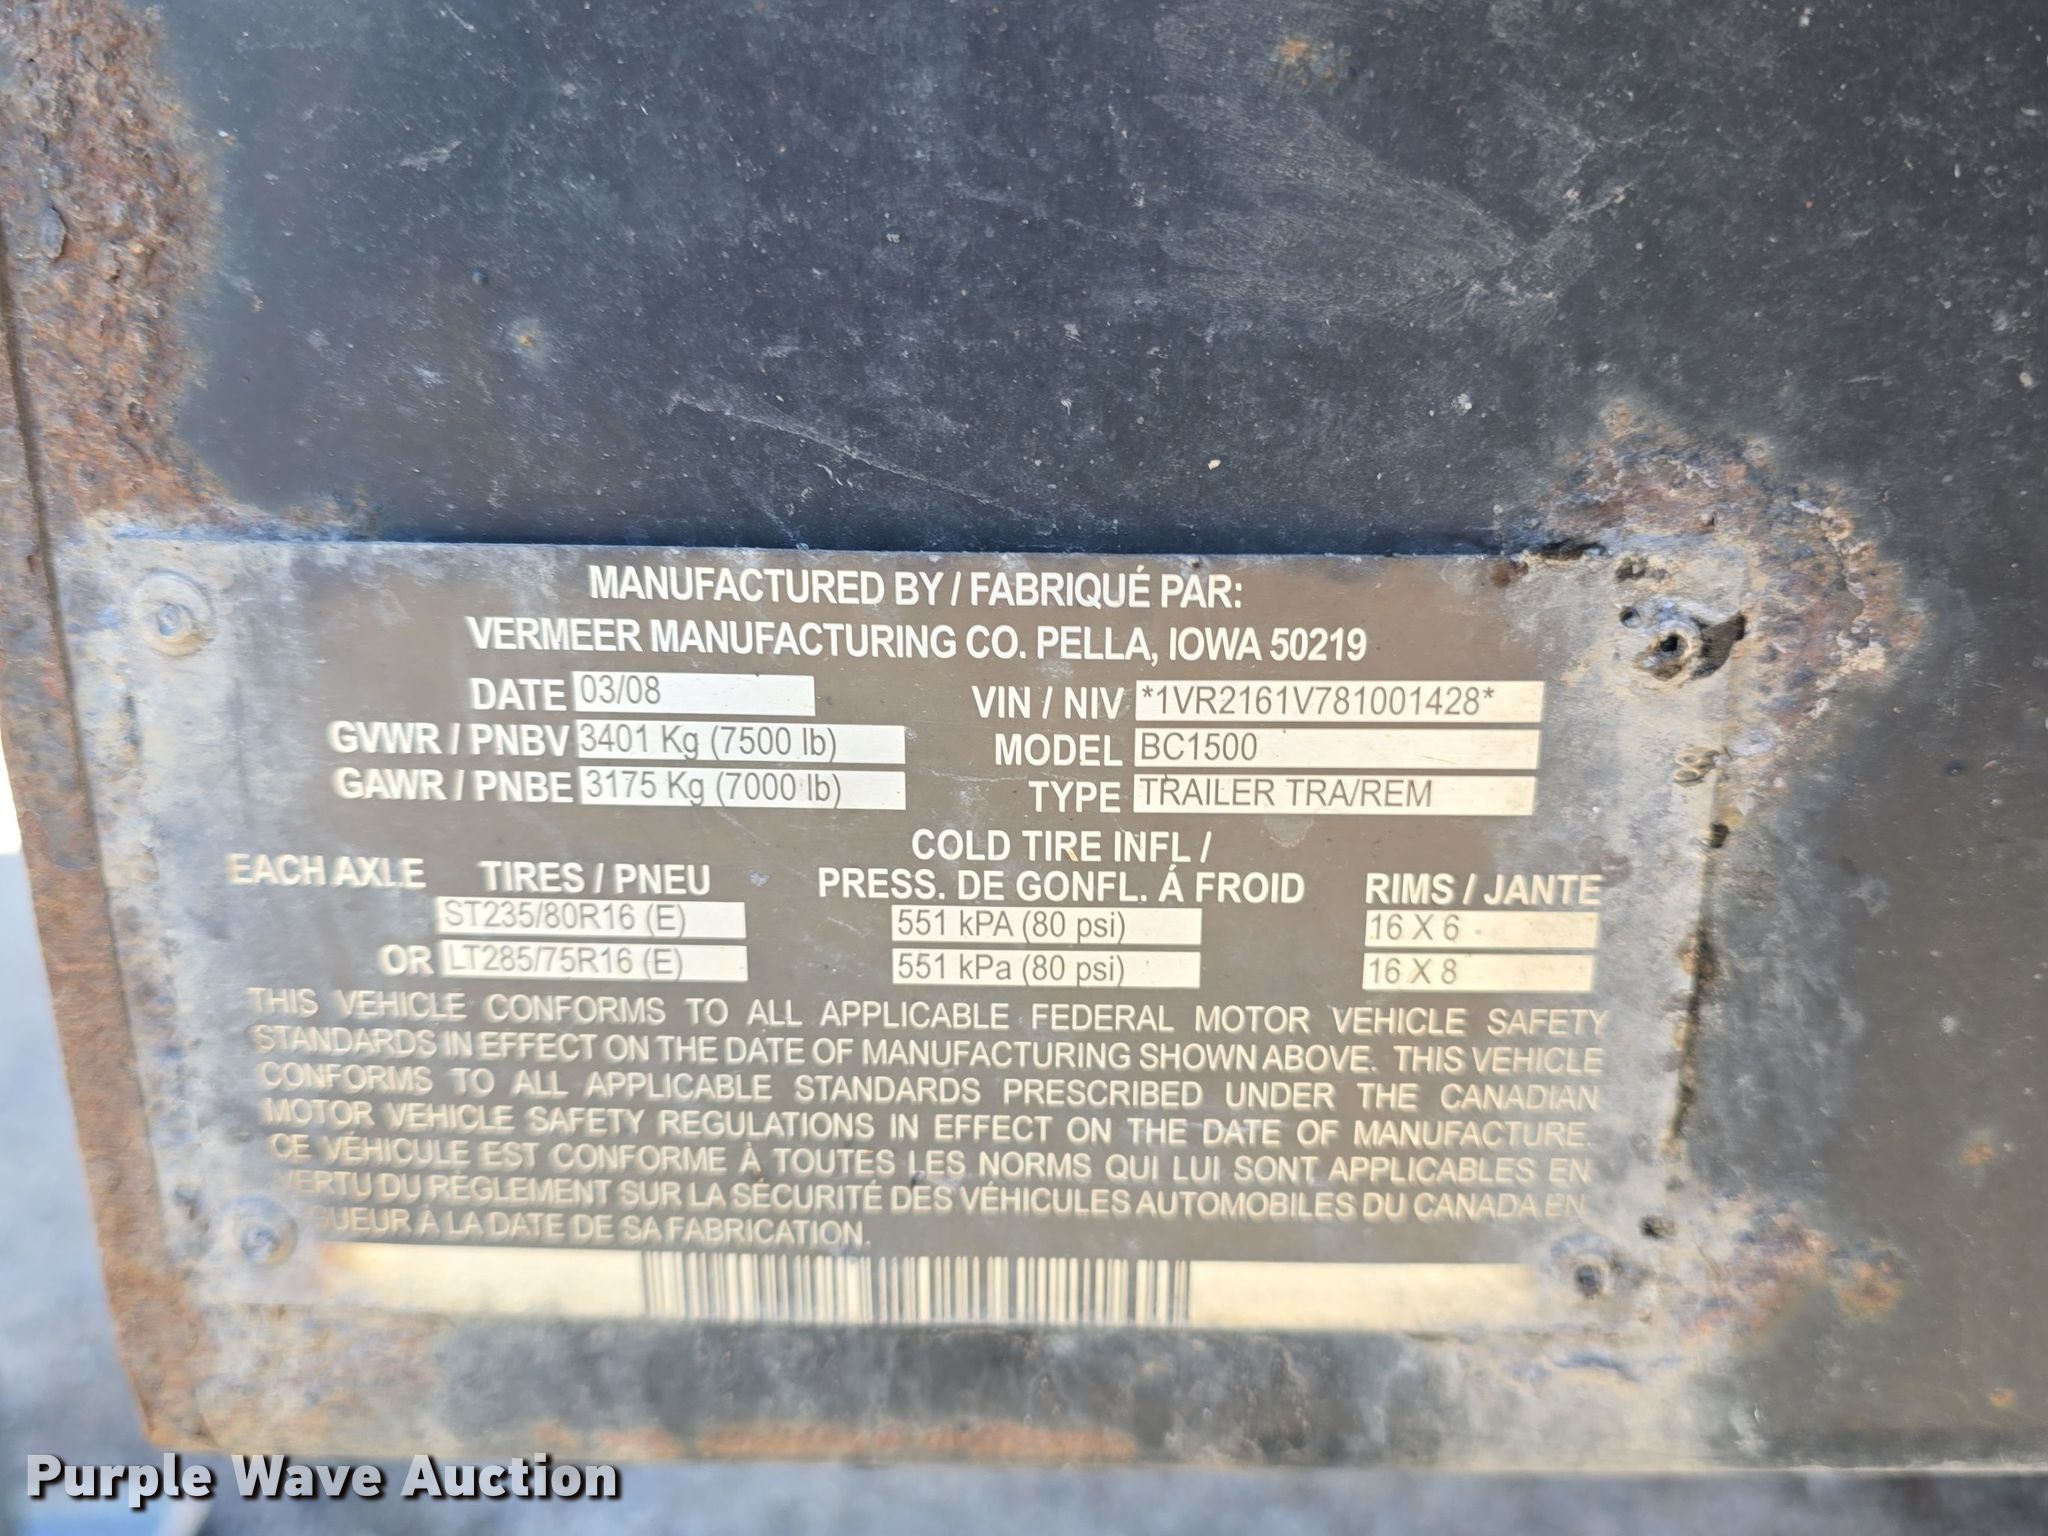 MANUFACTURED BY / FABRIQUÉ PAR:
VERMEER MANUFACTURING CO. PELLA, IOWA 50219
DATE 03/08 VIN / NIV *1VR2161V781001428*
GVWR / PNBV 3401 Kg (7500 lb) MODEL BC1500
GAWR / PNBE 3175 Kg (7000 lb) TYPE TRAILER TRA/REM
COLD TIRE INFL /
EACH AXLE TIRES / PNEU PRESS. DE GONFL. Á FROID RIMS / JANTE
ST235/80R16 (E) 551 kPA (80 psi) 16 X 6
OR LT285/75R16 (E) 551 kPa (80 psi) 16 X 8
THIS VEHICLE CONFORMS TO ALL APPLICABLE FEDERAL MOTOR VEHICLE SAFETY
STANDARDS IN EFFECT ON THE DATE OF MANUFACTURING SHOWN ABOVE. THIS VEHICLE
CONFORMS TO ALL APPLICABLE STANDARDS PRESCRIBED UNDER THE CANADIAN
MOTOR VEHICLE SAFETY REGULATIONS IN EFFECT ON THE DATE OF MANUFACTURE.
CE VÉHICULE EST CONFORME À TOUTES LES NORMS QUI LUI SONT APPLICABLES EN
VERTU DU RÈGLEMENT SUR LA SÉCURITÉ DES VÉHICULES AUTOMOBILES DU CANADA EN
À LA DATE DE SA FABRICATION.
Purple Wave Auction